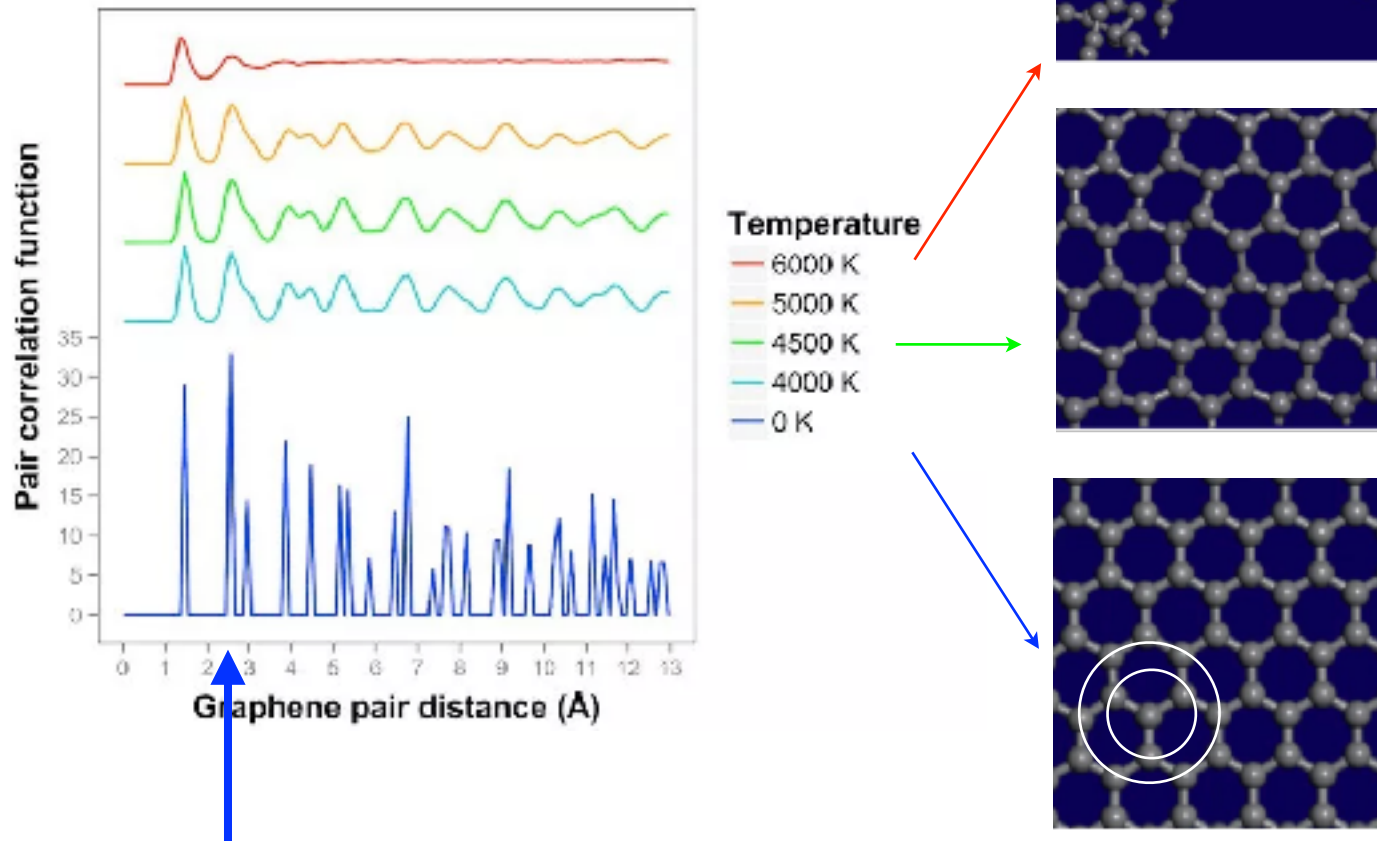 Pair correlation function
35
30
25
20
15
10
5
0
0 1 2 3 4 5 6 7 8 9 10 11 12 13
Graphene pair distance (Å)
Temperature
6000 K
5000 K
4500 K
4000 K
0 K